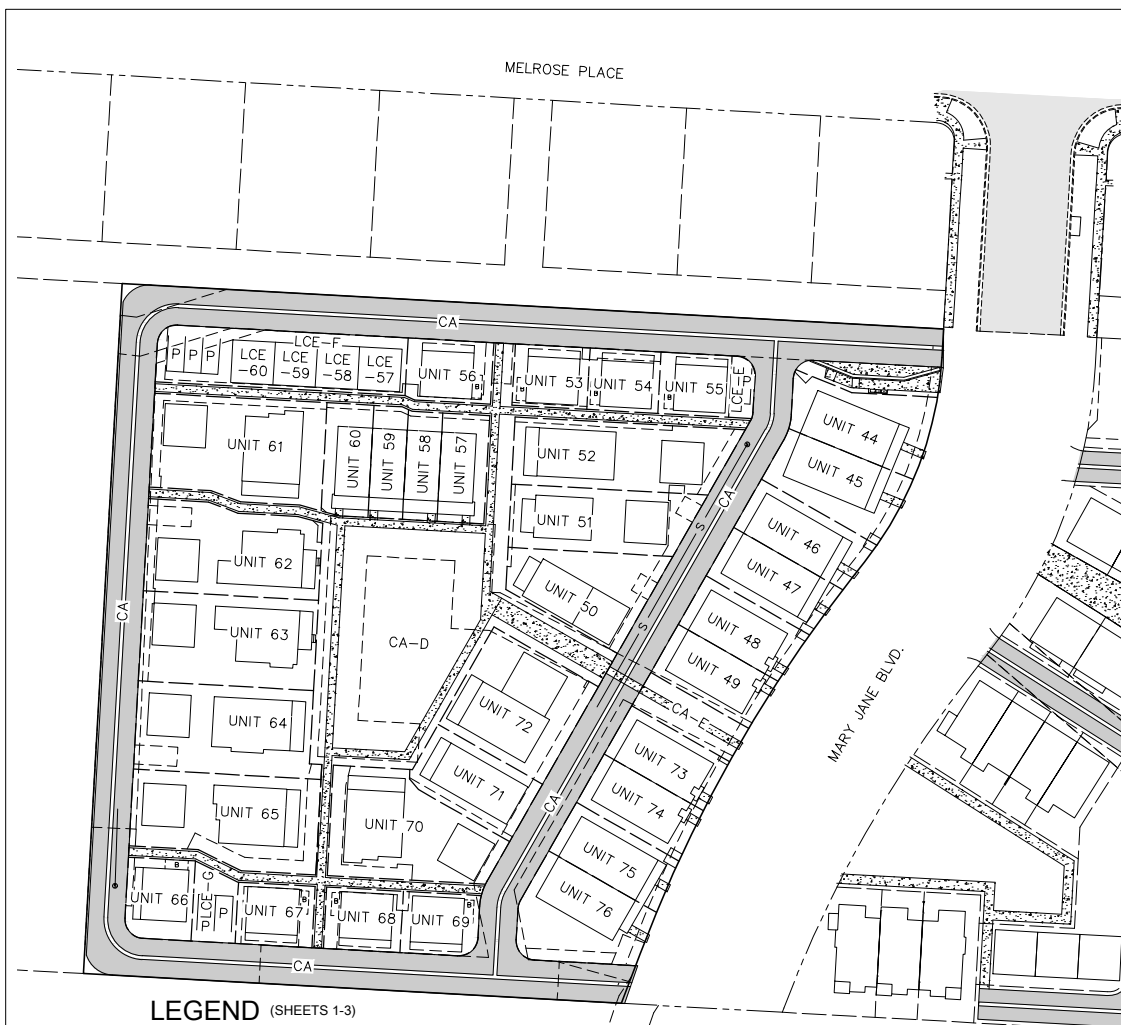 MELROSE PLACE
CA
LCE-F
P P P
LCE
-60
LCE
-59
LCE
-58
LCE
-57
UNIT 56
B
UNIT 53
B
UNIT 54
B
UNIT 55
B
LCE-E
P
UNIT 61
UNIT 60
UNIT 59
UNIT 58
UNIT 57
UNIT 52
UNIT 44
UNIT 45
UNIT 51
S
CA
UNIT 46
UNIT 47
UNIT 62
UNIT 50
CA
UNIT 63
CA-D
S
UNIT 48
UNIT 49
MARY JANE BLVD.
UNIT 64
UNIT 72
CA-E
UNIT 73
UNIT 74
UNIT 71
CA
UNIT 65
UNIT 70
UNIT 75
UNIT 76
B
UNIT 66
LCE-G
P
P
UNIT 67
B
B
UNIT 68
UNIT 69
B
CA
LEGEND (SHEETS 1-3)